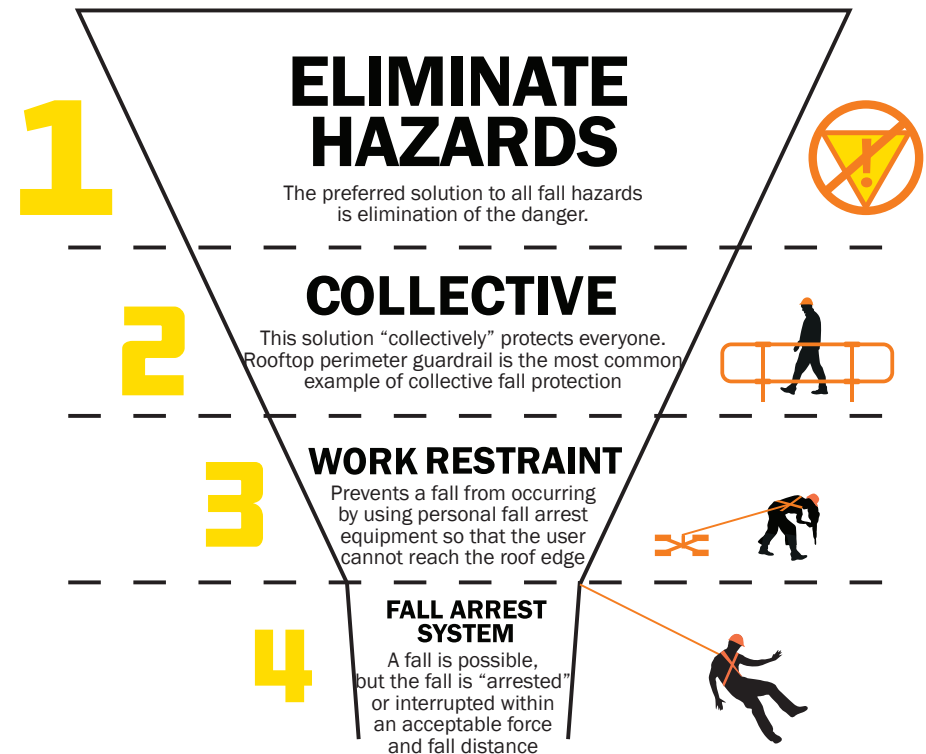 1
ELIMINATE
HAZARDS
The preferred solution to all fall hazards
is elimination of the danger.
!
2
COLLECTIVE
This solution “collectively” protects everyone.
Rooftop perimeter guardrail is the most common
example of collective fall protection
3
WORK RESTRAINT
Prevents a fall from occurring
by using personal fall arrest
equipment so that the user
cannot reach the roof edge
4
FALL ARREST
SYSTEM
A fall is possible,
but the fall is “arrested”
or interrupted within
an acceptable force
and fall distance